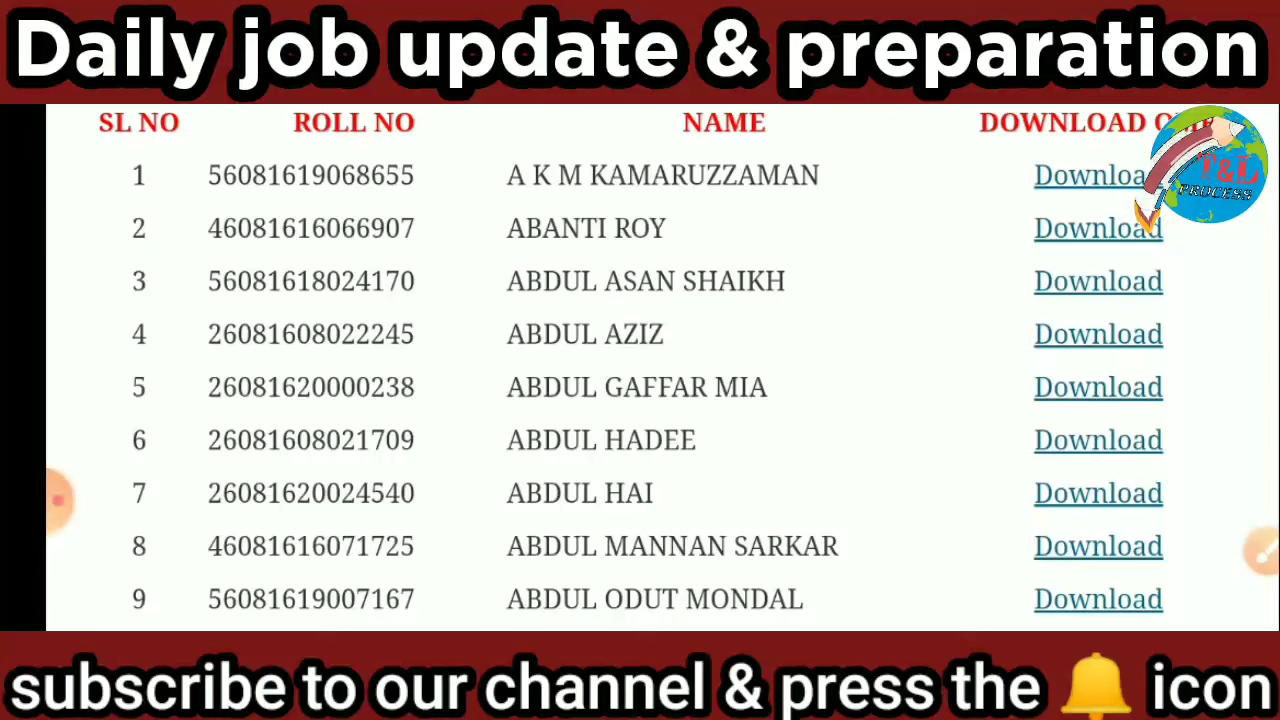 Daily job update & preparation
SL NO ROLL NO NAME DOWNLOAD
1 56081619068655 A K M KAMARUZZAMAN Download
2 46081616066907 ABANTI ROY Download
3 56081618024170 ABDUL ASAN SHAIKH Download
4 26081608022245 ABDUL AZIZ Download
5 26081620000238 ABDUL GAFFAR MIA Download
6 26081608021709 ABDUL HADEE Download
7 26081620024540 ABDUL HAI Download
8 46081616071725 ABDUL MANNAN SARKAR Download
9 56081619007167 ABDUL ODUT MONDAL Download
T&L
PROCESS
subscribe to our channel & press the 🔔 icon